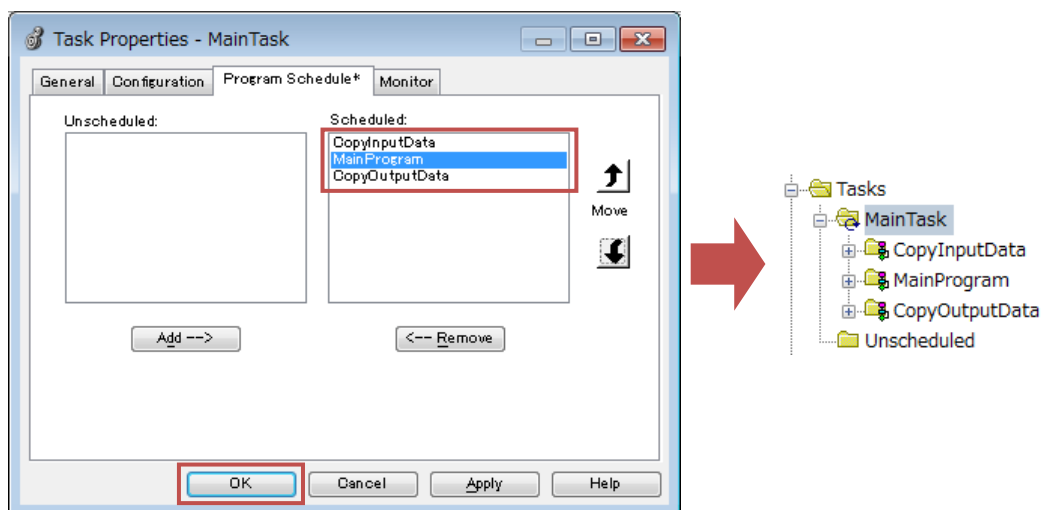 Task Properties - MainTask
General Configuration Program Schedule* Monitor
Unscheduled:
Scheduled:
CopyInputData
MainProgram
CopyOutputData
Move
Add -->
<-- Remove
OK Cancel Apply Help
Tasks
MainTask
CopyInputData
MainProgram
CopyOutputData
Unscheduled